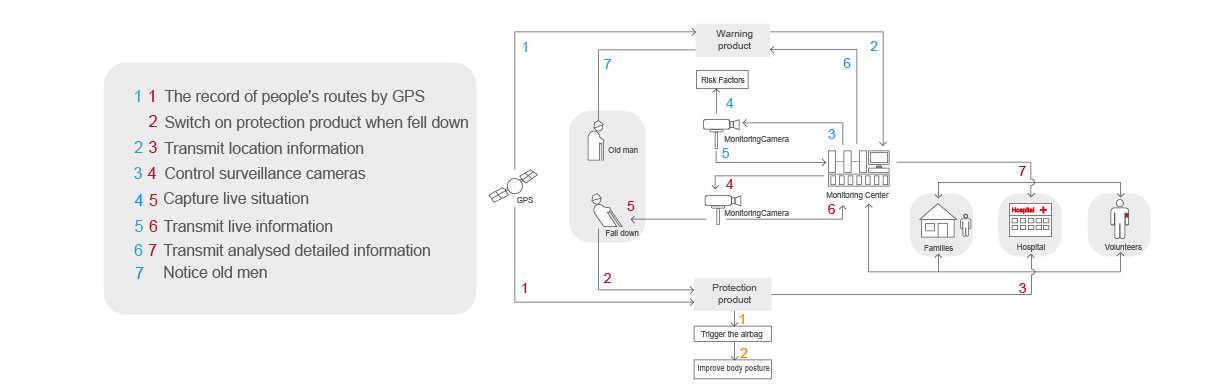 1 1 The record of people's routes by GPS
2 Switch on protection product when fell down
2 3 Transmit location information
3 4 Control surveillance cameras
4 5 Capture live situation
5 6 Transmit live information
6 7 Transmit analysed detailed information
7 Notice old men
Warning
product
1
2
7
6
Risk Factors
4
MonitoringCamera
3
Old man
5
7
4
Monitoring Center
GPS
5
MonitoringCamera
6
Fall down
Hospital +
Families
Hospital
Volunteers
2
1
Protection
product
3
1
Trigger the airbag
2
Improve body posture